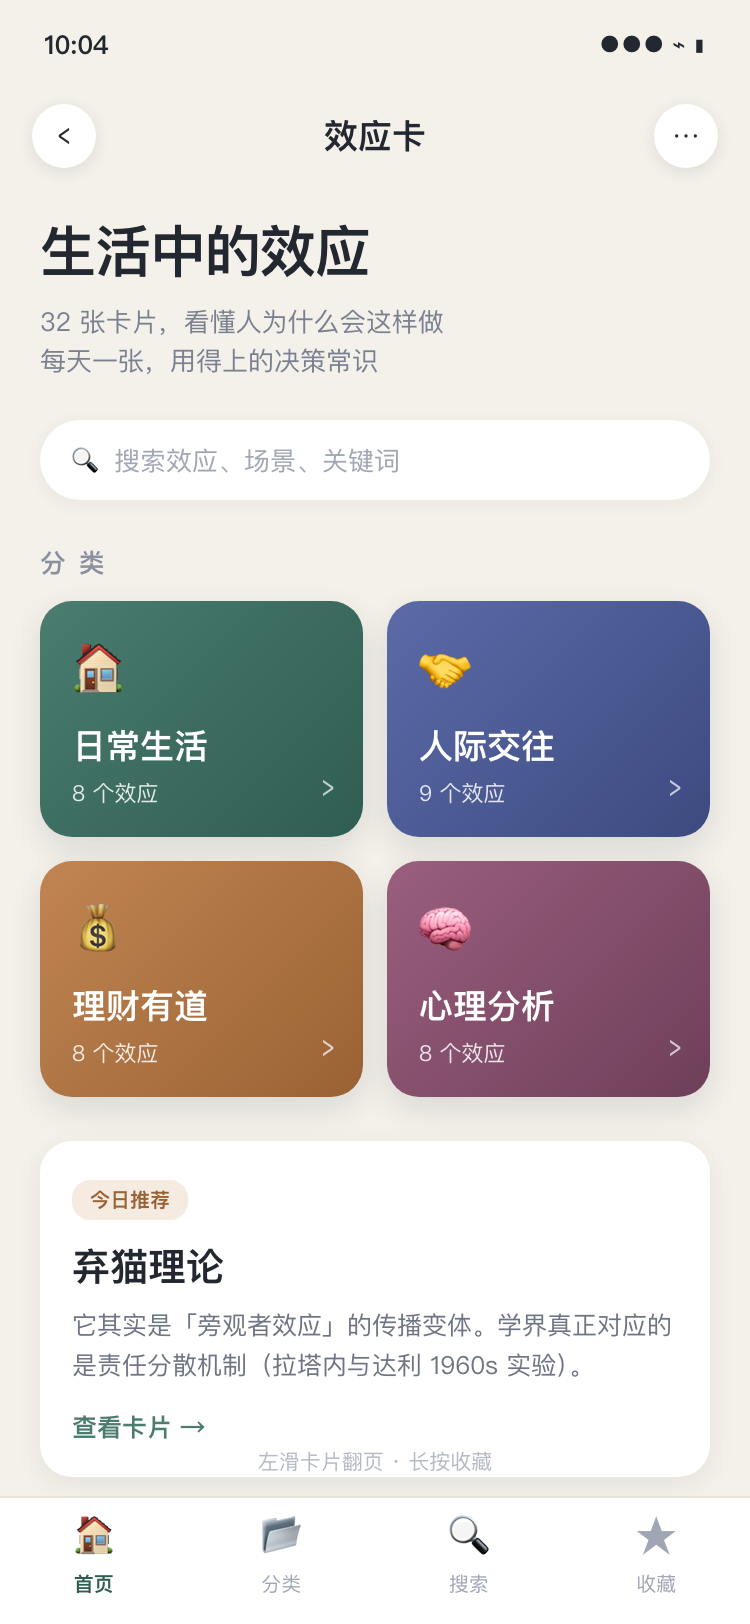 10:04
效应卡
生活中的效应
32 张卡片，看懂人为什么会这样做
每天一张，用得上的决策常识
搜索效应、场景、关键词
分类
日常生活
8 个效应
人际交往
9 个效应
理财有道
8 个效应
心理分析
8 个效应
今日推荐
弃猫理论
它其实是「旁观者效应」的传播变体。学界真正对应的
是责任分散机制（拉塔内与达利 1960s 实验）。
查看卡片 →
左滑卡片翻页 · 长按收藏
首页
分类
搜索
收藏